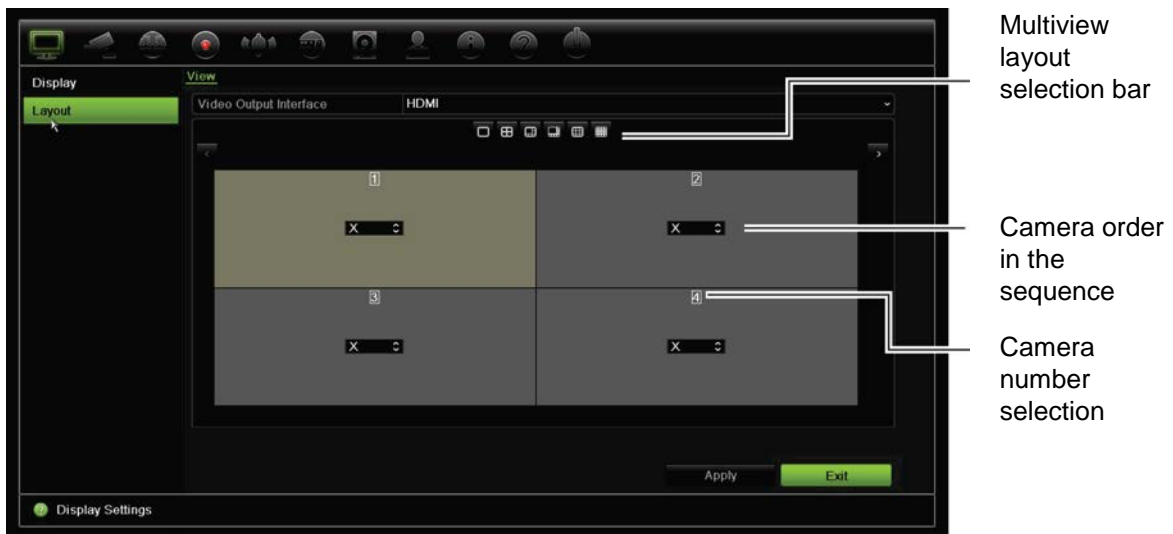 Display
View
Layout
Video Output Interface HDMI
1 2
X X
3 4
X X
Apply Exit
Display Settings
Multiview
layout
selection bar
Camera order
in the
sequence
Camera
number
selection